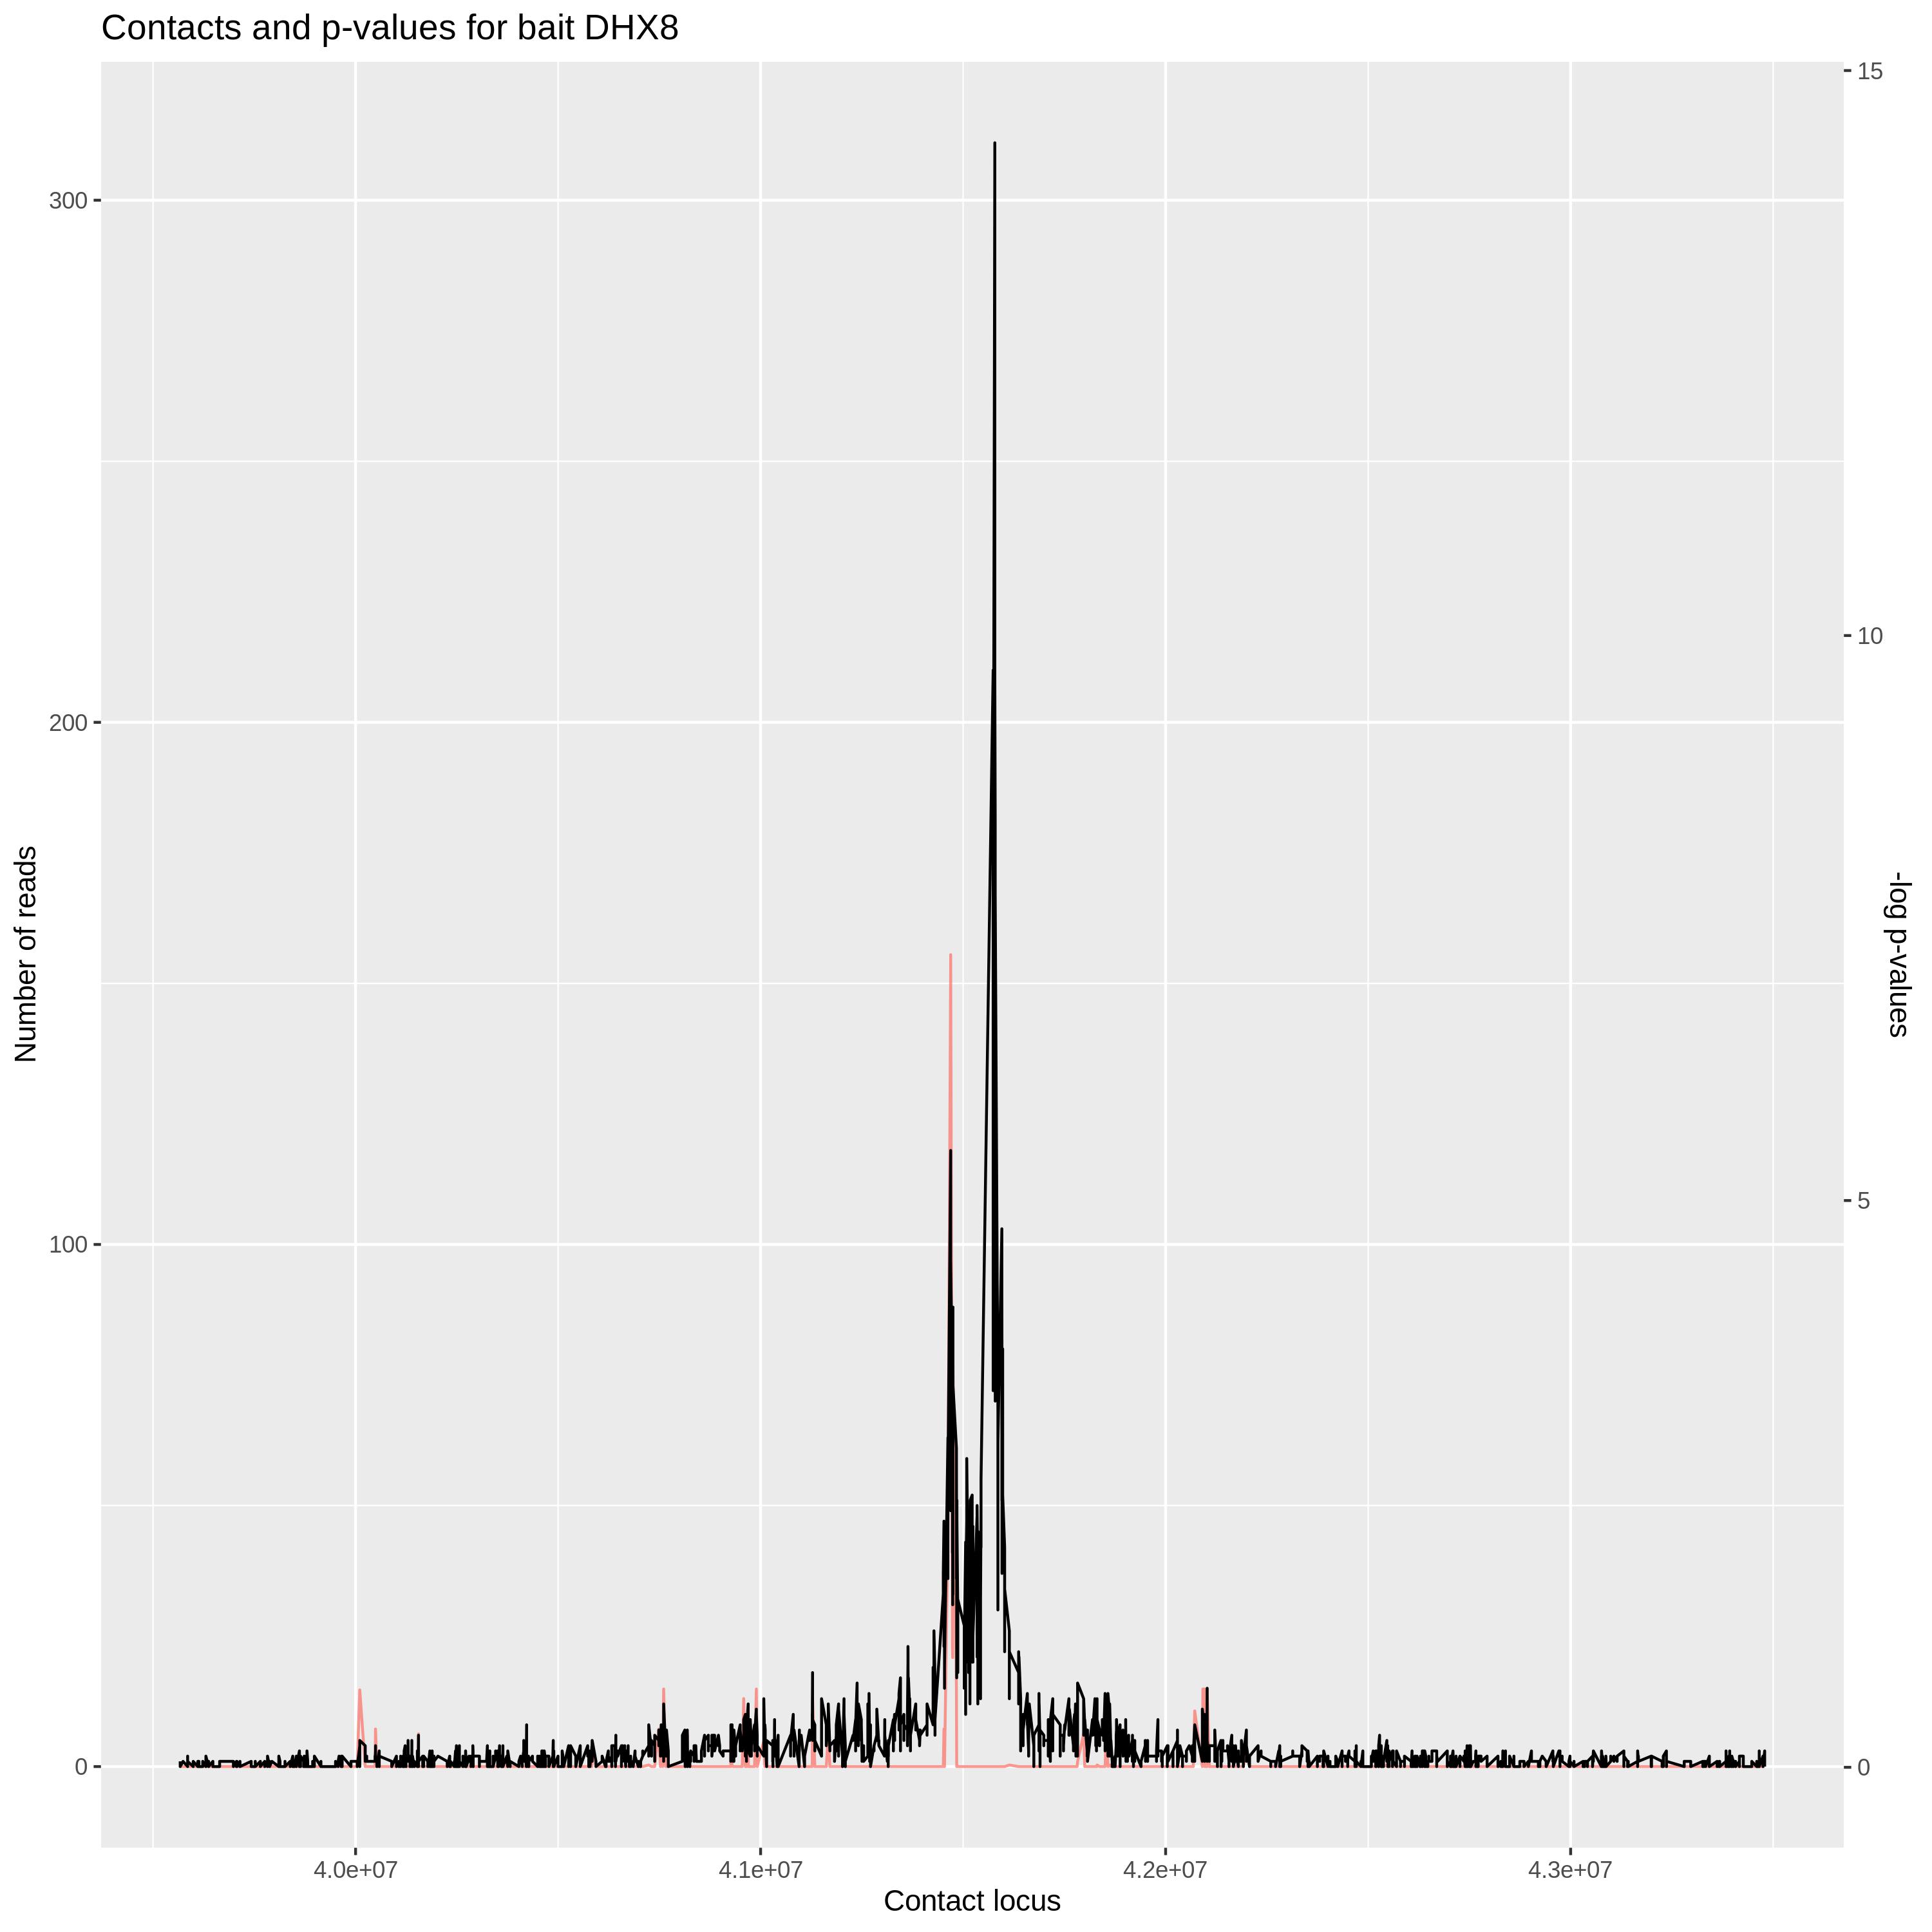 Contacts and p-values for bait DHX8
15
300
10
200
Number of reads
-log p-values
5
100
0
0
4.0e+07
4.1e+07
4.2e+07
4.3e+07
Contact locus